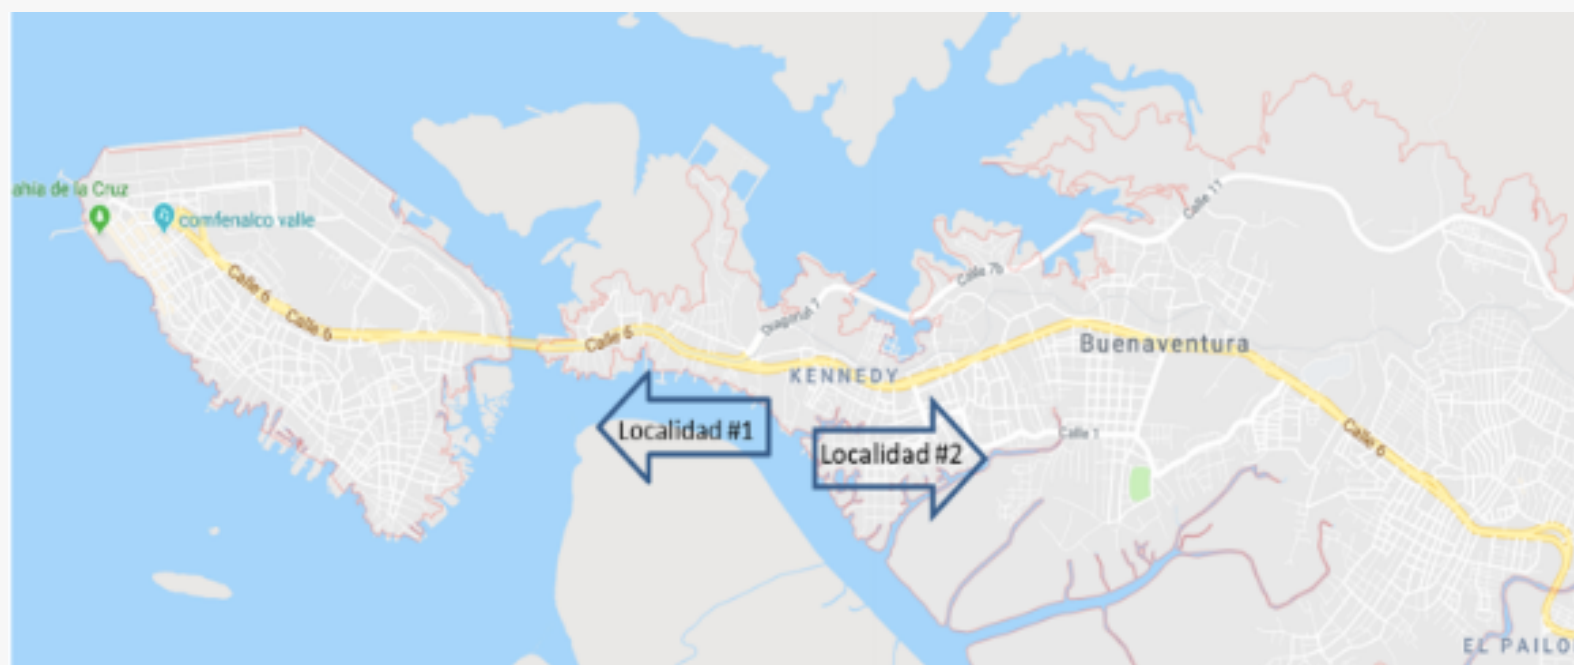 ahia de la Cruz
comfenalco valle
Calle 6
Calle 6
Calle 6
Diagonal 7
Calle 7b
Calle 11
KENNEDY
Buenaventura
Localidad #1
Localidad #2
Calle 1
Calle 6
EL PAILO